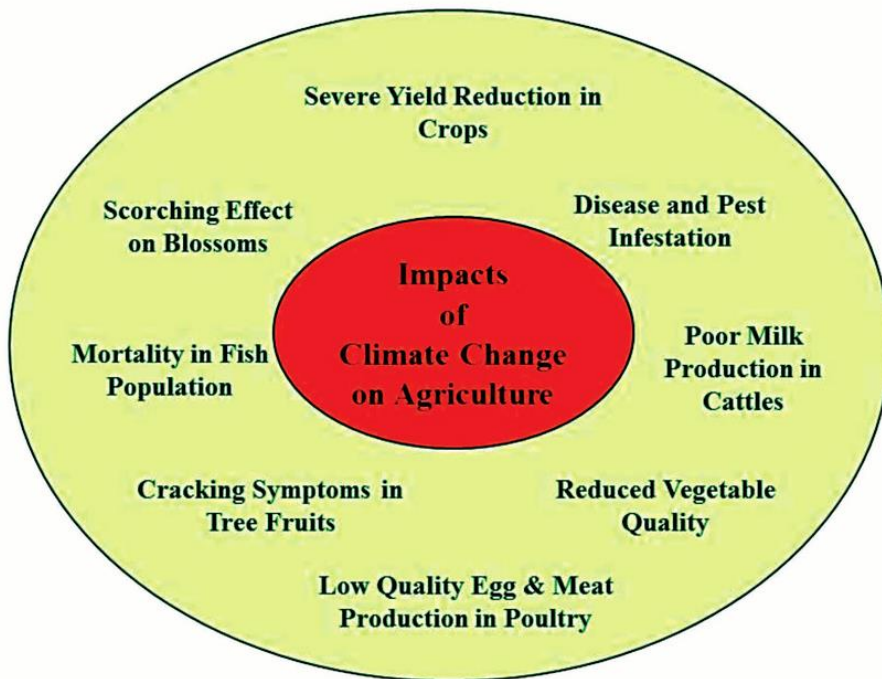 Severe Yield Reduction in
Crops
Scorching Effect
on Blossoms
Disease and Pest
Infestation
Impacts
of
Climate Change
on Agriculture
Mortality in Fish
Population
Poor Milk
Production in
Cattles
Cracking Symptoms in
Tree Fruits
Reduced Vegetable
Quality
Low Quality Egg & Meat
Production in Poultry